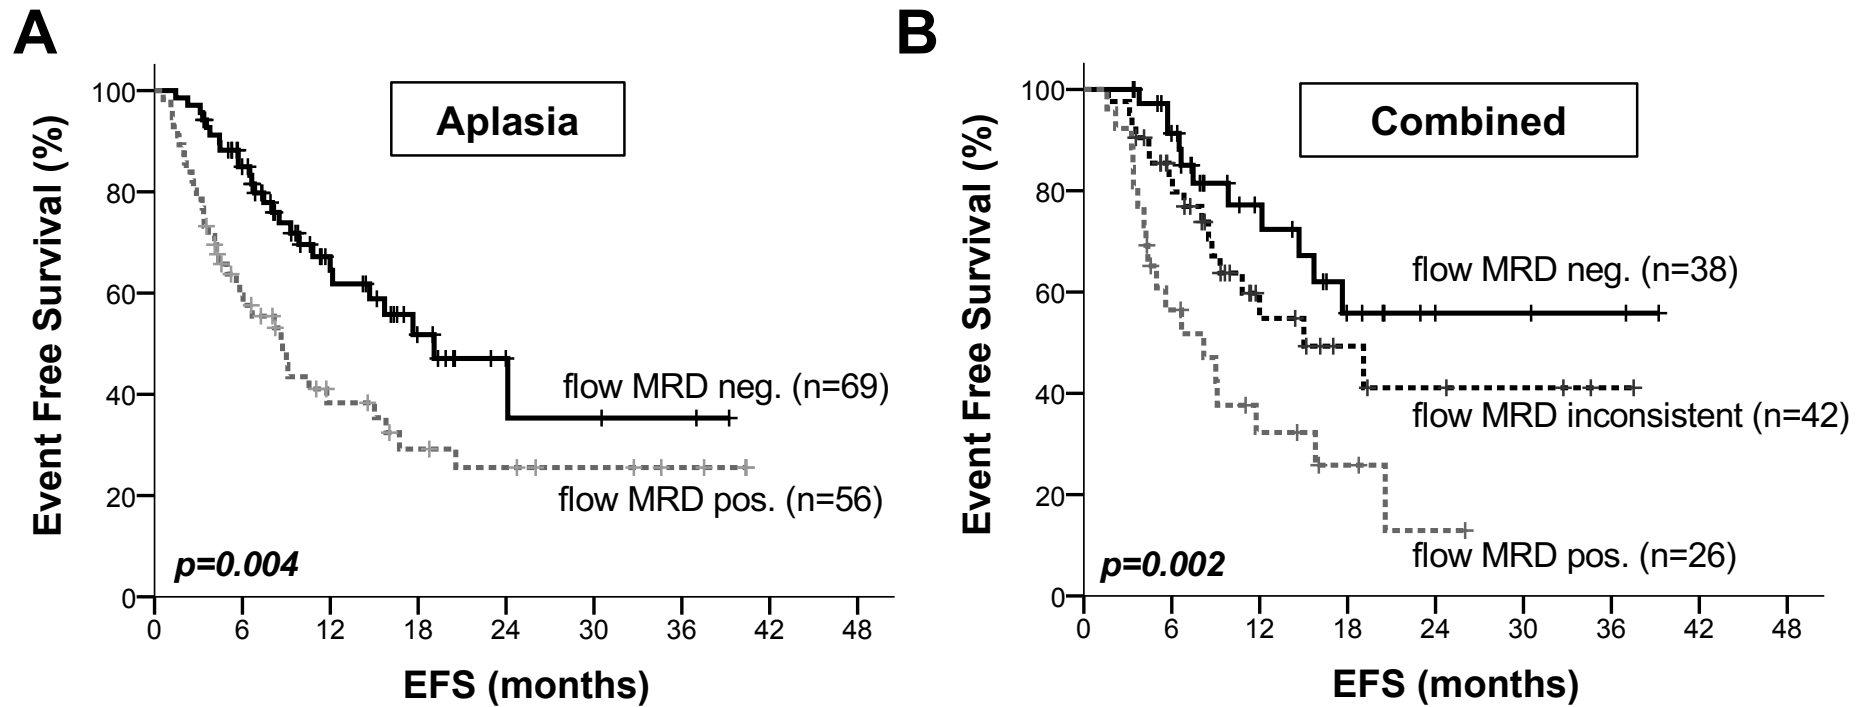 A
Aplasia
Event Free Survival (%)
100
80
60
40
20
0
flow MRD neg. (n=69)
flow MRD pos. (n=56)
p=0.004
0 6 12 18 24 30 36 42 48
EFS (months)
B
Combined
Event Free Survival (%)
100
80
60
40
20
0
flow MRD neg. (n=38)
flow MRD inconsistent (n=42)
flow MRD pos. (n=26)
p=0.002
0 6 12 18 24 30 36 42 48
EFS (months)